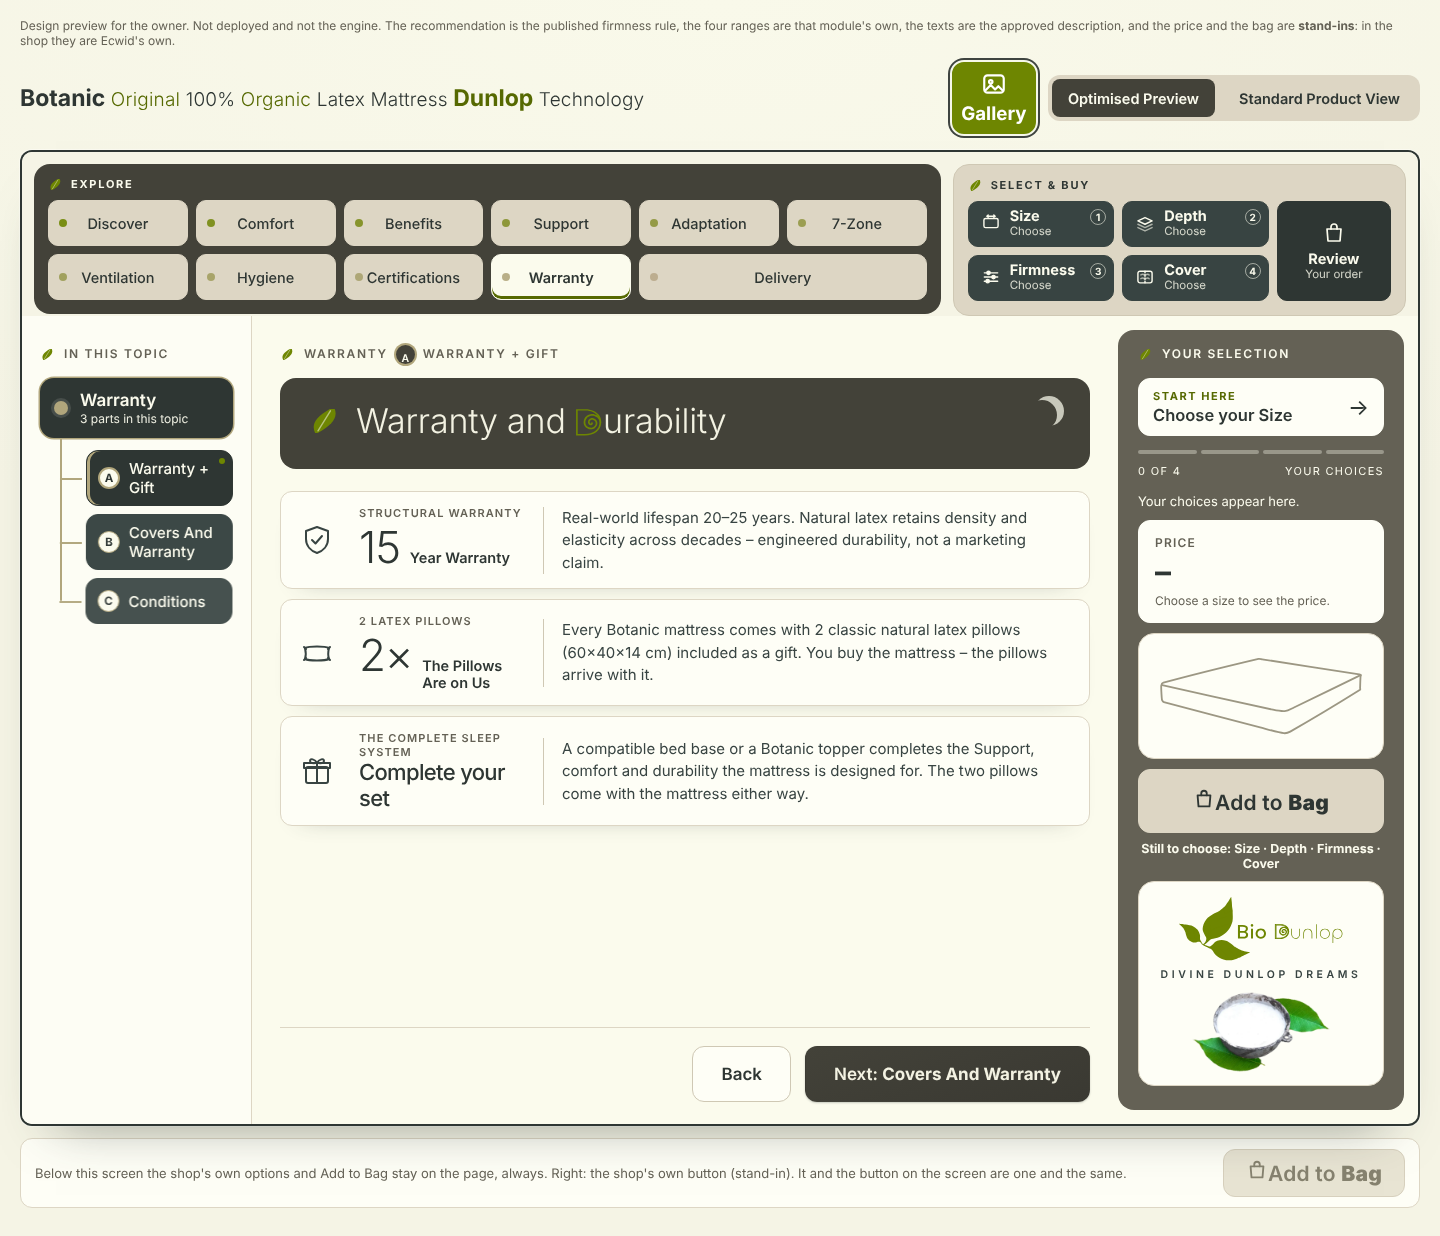 Design preview for the owner. Not deployed and not the engine. The recommendation is the published firmness rule, the four ranges are that module's own, the texts are the approved description, and the price and the bag are stand-ins: in the
shop they are Ecwid's own.
Botanic Original 100% Organic Latex Mattress Dunlop Technology
Gallery
Optimised Preview
Standard Product View
EXPLORE
Discover
Comfort
Benefits
Support
Adaptation
7-Zone
Ventilation
Hygiene
Certifications
Warranty
Delivery
SELECT & BUY
Size
Choose
1
Depth
Choose
2
Firmness
Choose
3
Cover
Choose
4
Review
Your order
IN THIS TOPIC
Warranty
3 parts in this topic
A
Warranty +
Gift
B
Covers And
Warranty
C
Conditions
WARRANTY A WARRANTY + GIFT
Warranty and Durability
STRUCTURAL WARRANTY
15 Year Warranty
Real-world lifespan 20–25 years. Natural latex retains density and
elasticity across decades – engineered durability, not a marketing
claim.
2 LATEX PILLOWS
2× The Pillows
Are on Us
Every Botanic mattress comes with 2 classic natural latex pillows
(60×40×14 cm) included as a gift. You buy the mattress – the pillows
arrive with it.
THE COMPLETE SLEEP
SYSTEM
Complete your
set
A compatible bed base or a Botanic topper completes the Support,
comfort and durability the mattress is designed for. The two pillows
come with the mattress either way.
Back
Next: Covers And Warranty
YOUR SELECTION
START HERE
Choose your Size
0 OF 4
YOUR CHOICES
Your choices appear here.
PRICE
–
Choose a size to see the price.
Add to Bag
Still to choose: Size · Depth · Firmness ·
Cover
Bio Dunlop
DIVINE DUNLOP DREAMS
Below this screen the shop's own options and Add to Bag stay on the page, always. Right: the shop's own button (stand-in). It and the button on the screen are one and the same.
Add to Bag